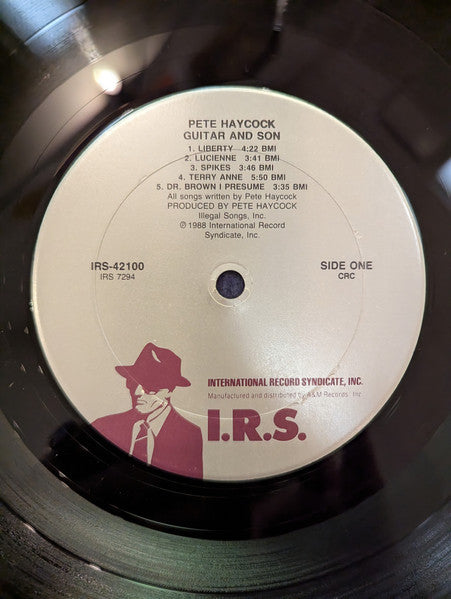 PETE HAYCOCK
GUITAR AND SON
1. LIBERTY 4:22 BMI
2. LUCIENNE 3:41 BMI
3. SPIKES 3:46 BMI
4. TERRY ANNE 5:50 BMI
5. DR. BROWN I PRESUME 3:35 BMI
All songs written by Pete Haycock
PRODUCED BY PETE HAYCOCK
Illegal Songs, Inc.
℗ 1988 International Record
Syndicate, Inc.
IRS-42100
IRS 7294
SIDE ONE
CRC
INTERNATIONAL RECORD SYNDICATE, INC.
Manufactured and distributed by A&M Records, Inc
I.R.S.